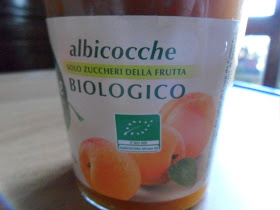 albicocche
SOLO ZUCCHERI DELLA FRUTTA
BIOLOGICO